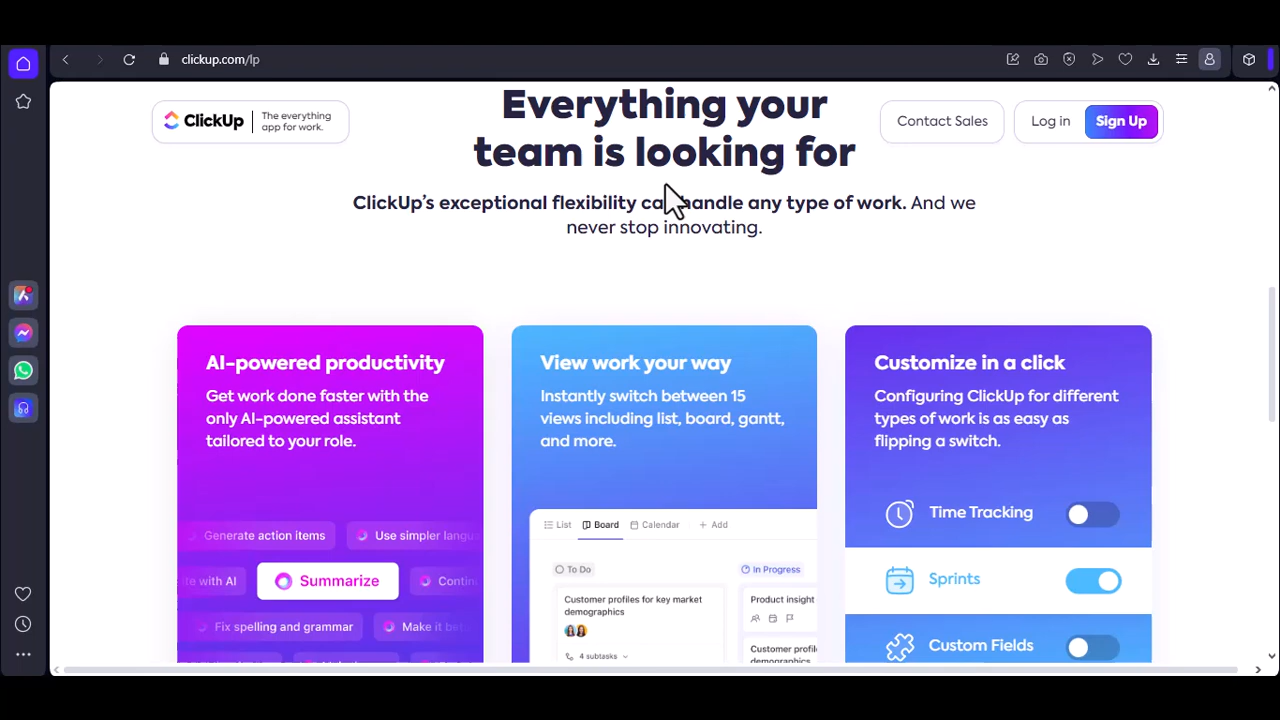 clickup.com/lp
Everything your
team is looking for
ClickUp
The everything
app for work.
Contact Sales
Log in
Sign Up
ClickUp’s exceptional flexibility can handle any type of work. And we
never stop innovating.
AI-powered productivity
Get work done faster with the
only AI-powered assistant
tailored to your role.
Generate action items
Use simpler langu
te with AI
Summarize
Contin
Fix spelling and grammar
Make it be
View work your way
Instantly switch between 15
views including list, board, gantt,
and more.
List
Board
Calendar
+ Add
To Do
In Progress
Customer profiles for key market
demographics
4 subtasks
Product insight
Customer profil
demographics
Customize in a click
Configuring ClickUp for different
types of work is as easy as
flipping a switch.
Time Tracking
Sprints
Custom Fields